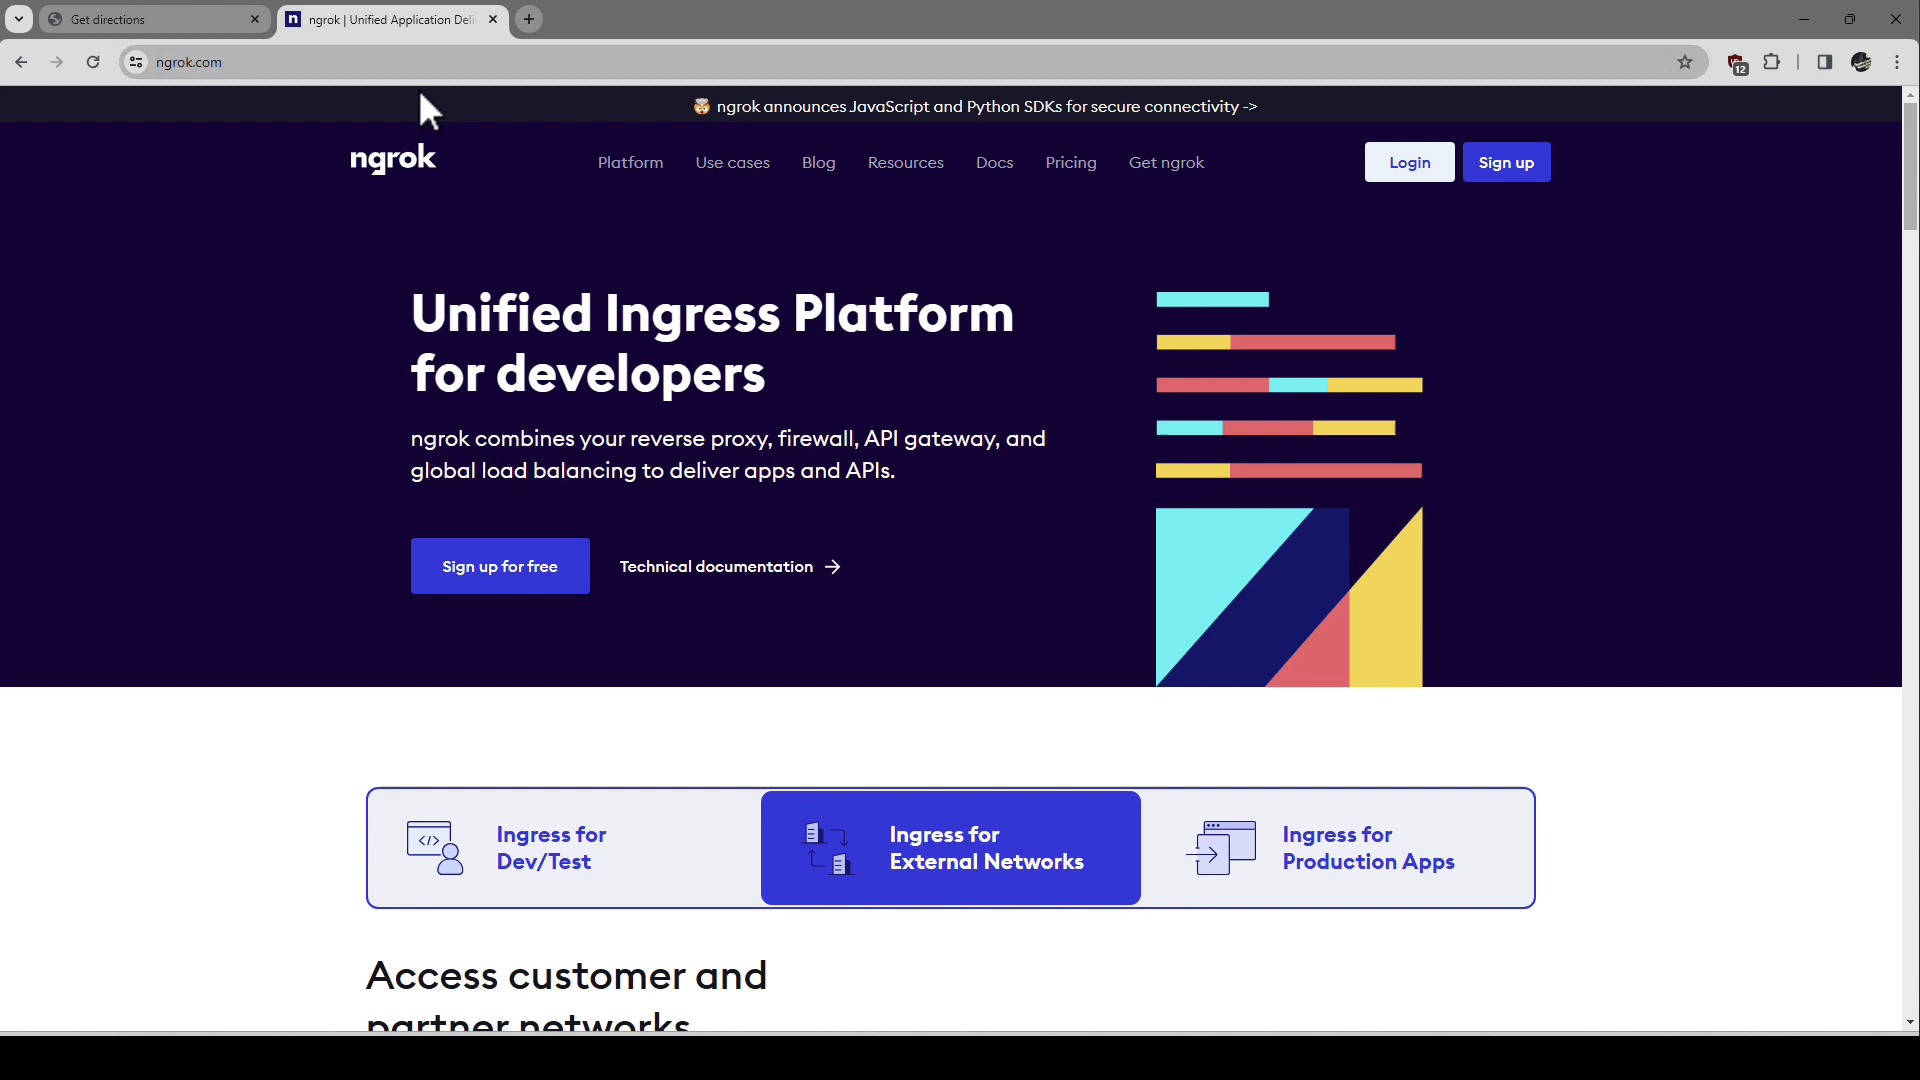 Get directions
ngrok | Unified Application Deli
ngrok.com
12
🤯 ngrok announces JavaScript and Python SDKs for secure connectivity ->
ngrok
Platform
Use cases
Blog
Resources
Docs
Pricing
Get ngrok
Login
Sign up
Unified Ingress Platform
for developers
ngrok combines your reverse proxy, firewall, API gateway, and
global load balancing to deliver apps and APIs.
Sign up for free
Technical documentation →
</>
Ingress for
Dev/Test
Ingress for
External Networks
Ingress for
Production Apps
Access customer and
partner networks